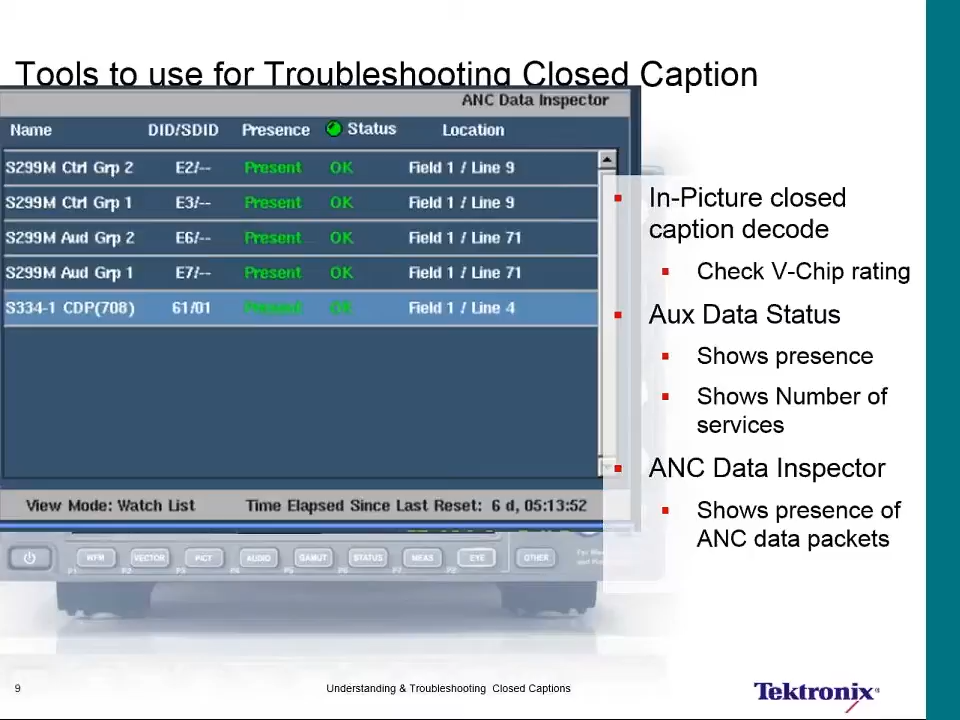 Tools to use for Troubleshooting Closed Caption
ANC Data Inspector
Name DID/SDID Presence Status Location
S299M Ctrl Grp 2 E2/-- Present OK Field 1 / Line 9
S299M Ctrl Grp 1 E3/-- Present OK Field 1 / Line 9
S299M Aud Grp 2 E6/-- Present OK Field 1 / Line 71
S299M Aud Grp 1 E7/-- Present OK Field 1 / Line 71
S334-1 CDP(708) 61/01 Present OK Field 1 / Line 4
View Mode: Watch List Time Elapsed Since Last Reset: 6 d, 05:13:52
WFM VECTOR PICT AUDIO GAMUT STATUS MEAS EYE OTHER
In-Picture closed
caption decode
Check V-Chip rating
Aux Data Status
Shows presence
Shows Number of
services
ANC Data Inspector
Shows presence of
ANC data packets
9 Understanding & Troubleshooting Closed Captions
Tektronix